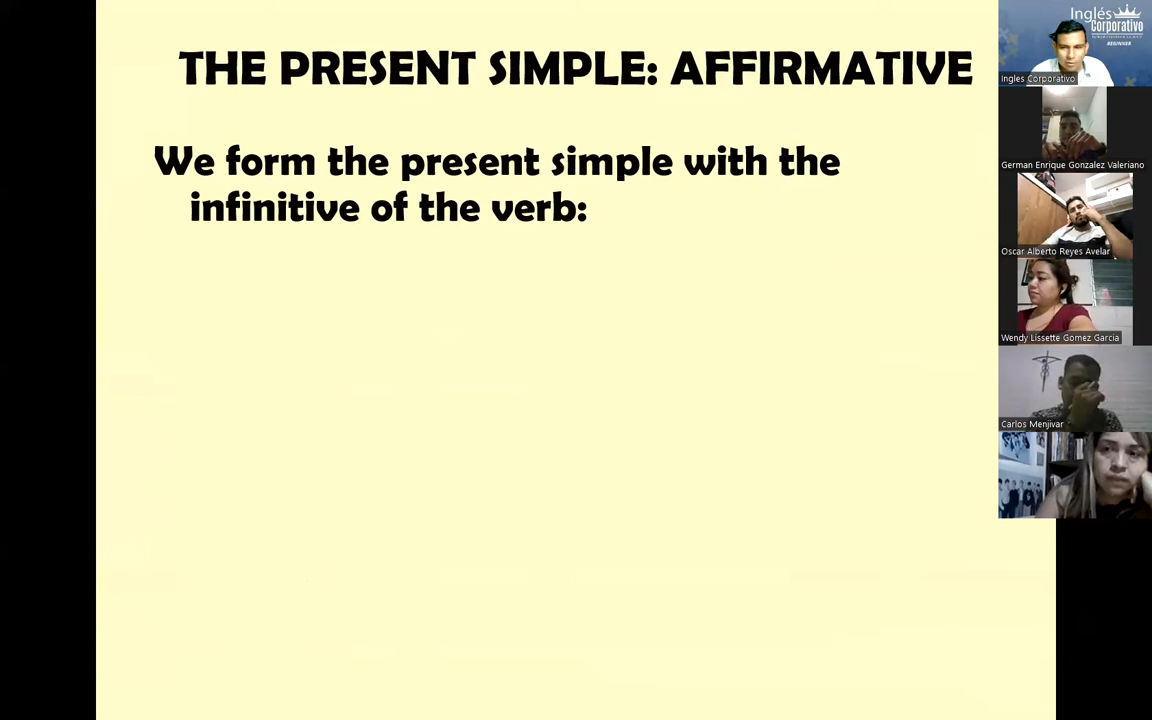 THE PRESENT SIMPLE: AFFIRMATIVE
We form the present simple with the
infinitive of the verb:
Inglés
Corporativo
BEGINNER
Ingles Corporativo
German Enrique Gonzalez Valeriano
Oscar Alberto Reyes Avelar
Wendy Lissette Gomez Garcia
Carlos Menjivar